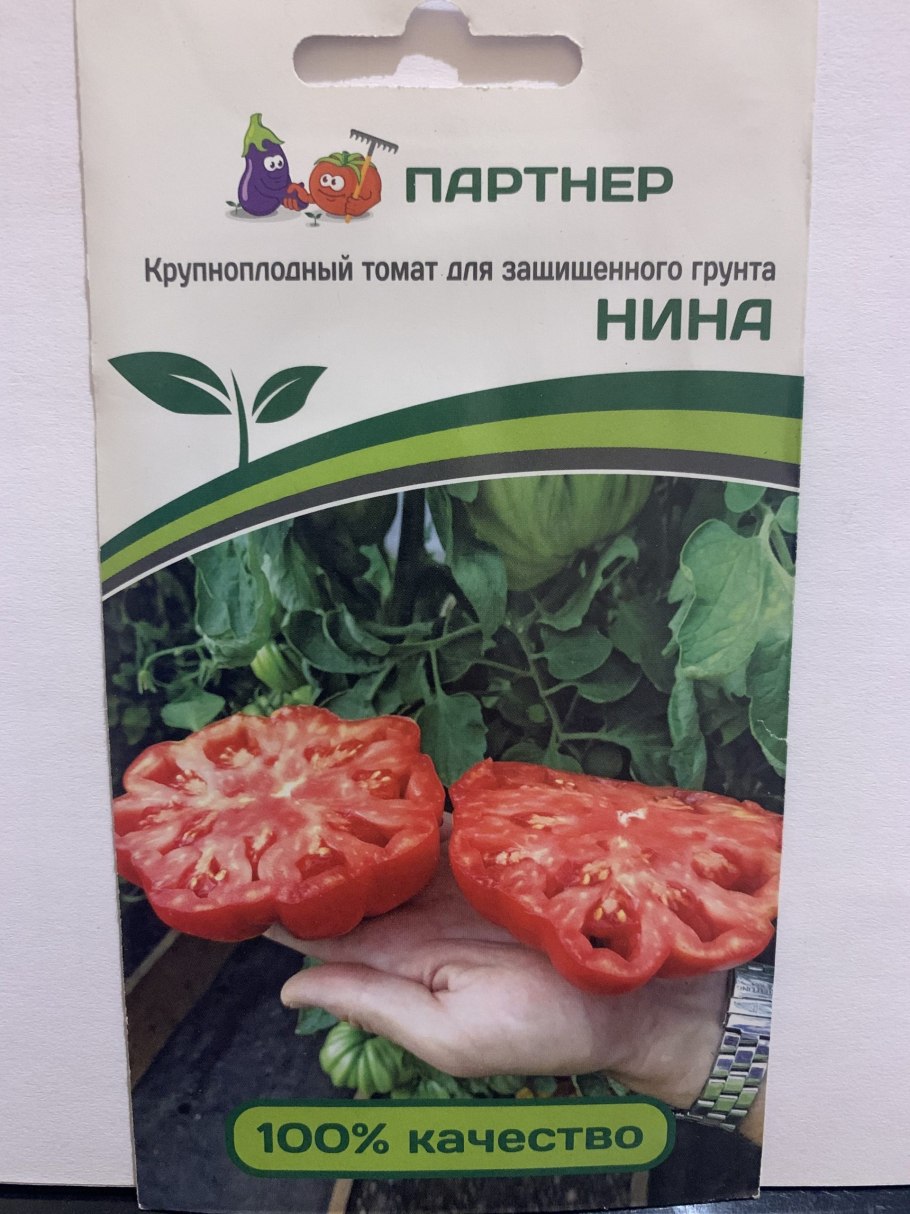 ПАРТНЕР
Крупноплодный томат для защищенного грунта
НИНА
100% качество